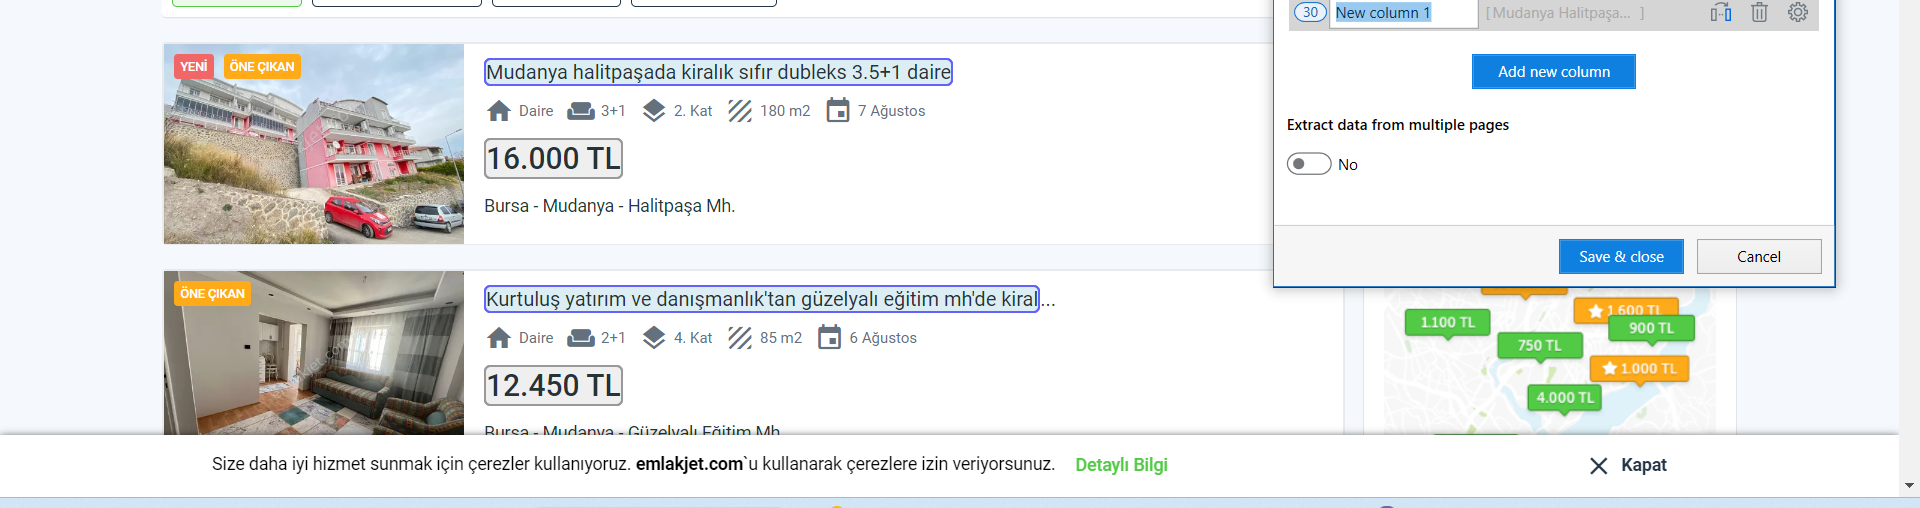 YENİ
ÖNE ÇIKAN
Mudanya halitpaşada kiralık sıfır dubleks 3.5+1 daire
Daire 3+1 2. Kat 180 m2 7 Ağustos
16.000 TL
Bursa - Mudanya - Halitpaşa Mh.
ÖNE ÇIKAN
Kurtuluş yatırım ve danışmanlık'tan güzelyalı eğitim mh'de kiral...
Daire 2+1 4. Kat 85 m2 6 Ağustos
12.450 TL
Bursa - Mudanya - Güzelyalı Eğitim Mh.
30 New column 1 [Mudanya Halitpaşa... ]
Add new column
Extract data from multiple pages
No
Save & close Cancel
1.600 TL
1.100 TL
900 TL
750 TL
1.000 TL
4.000 TL
Size daha iyi hizmet sunmak için çerezler kullanıyoruz. emlakjet.com`u kullanarak çerezlere izin veriyorsunuz. Detaylı Bilgi
Kapat